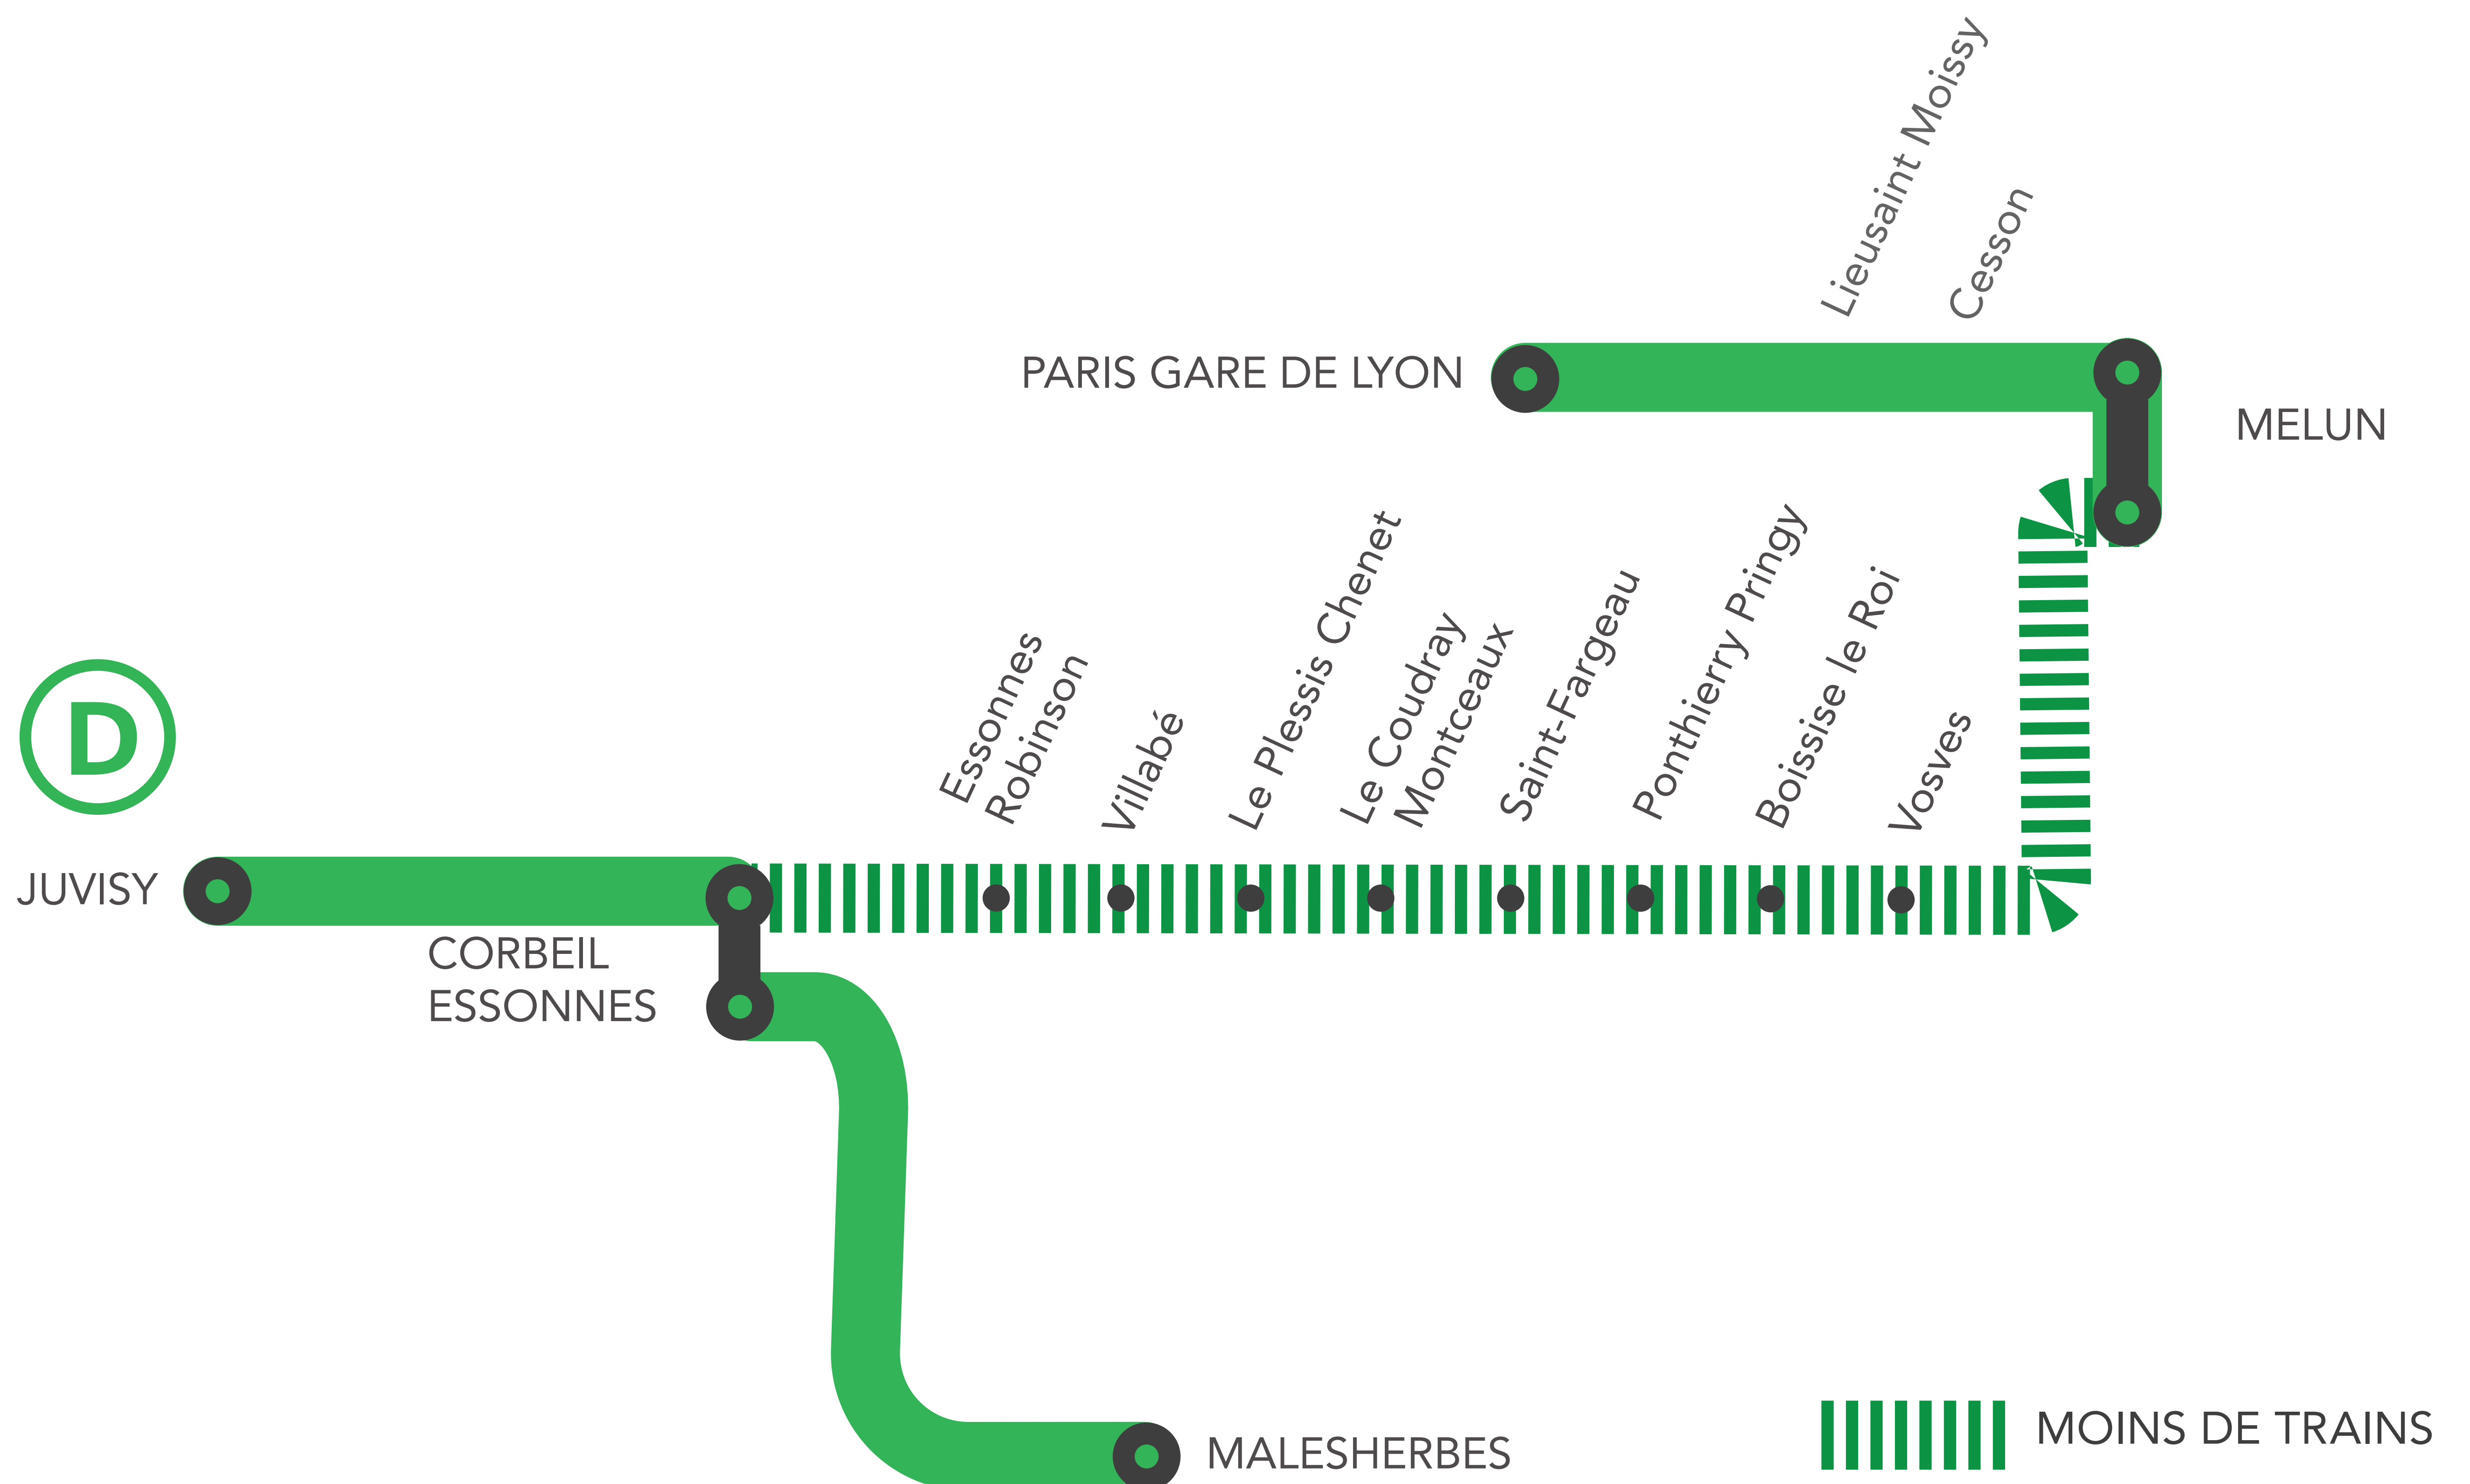 Lieusaint Moissy
Cesson
PARIS GARE DE LYON
MELUN
D
JUVISY
CORBEIL
ESSONNES
Essonnes
Robinson
Villabé
Le Plessis Chenet
Le Coudray
Montceaux
Saint-Fargeau
Ponthierry Pringy
Boissise le Roi
Vosves
MALESHERBES
MOINS DE TRAINS